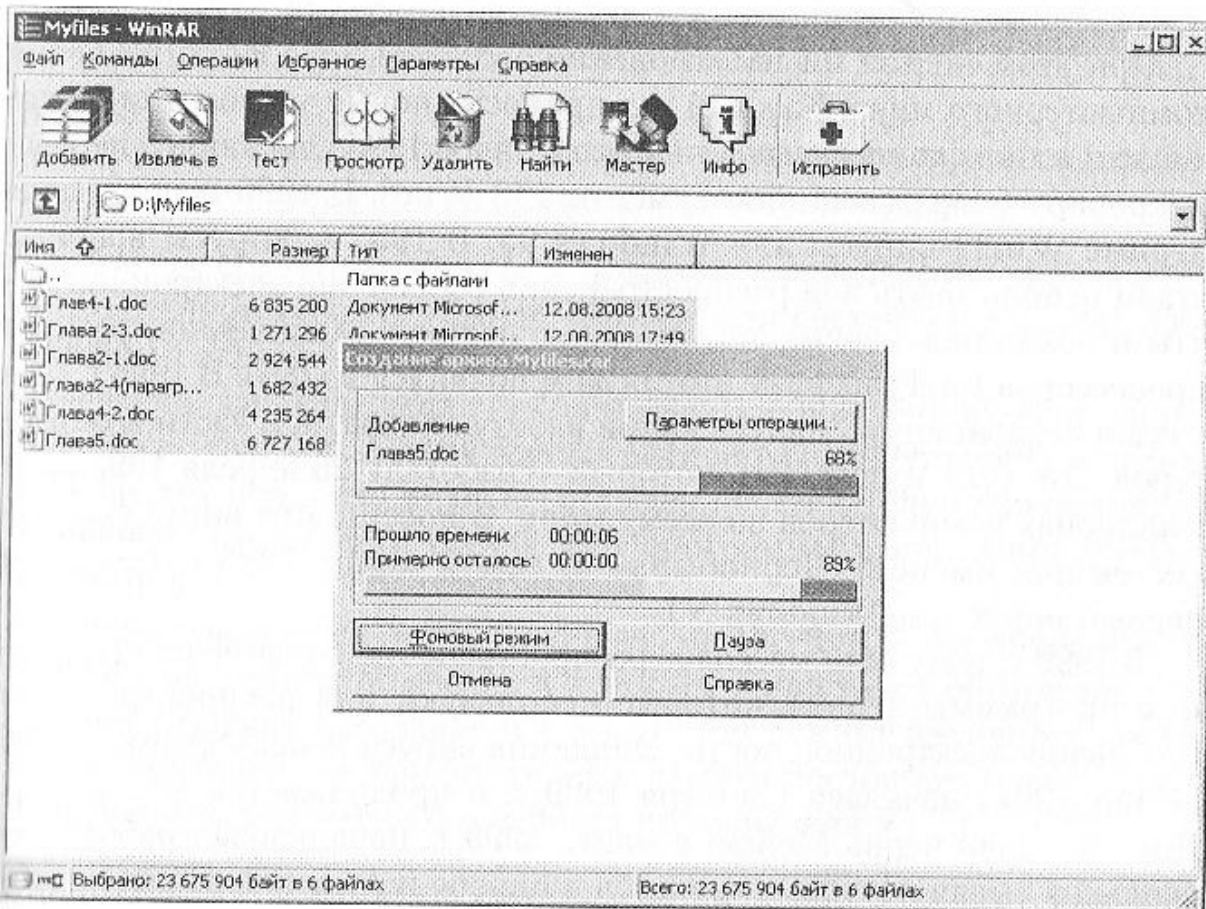 Myfiles - WinRAR
Файл Команды Операции Избранное Параметры Справка
Добавить Извлечь в Тест Просмотр Удалить Найти Мастер Инфо Исправить
D:\Myfiles
Имя Размер Тип Изменен
.. Папка с файлами
Глав4-1.doc 6 835 200 Документ Microsof... 12.08.2008 15:23
Глава 2-3.doc 1 271 296 Документ Microsof... 12.08.2008 17:49
Глава2-1.doc 2 924 544
глава2-4(парагр... 1 682 432
Глава4-2.doc 4 235 264
Глава5.doc 6 727 168
Создание архива Myfiles.rar
Добавление Параметры операции...
Глава5.doc 68%
Прошло времени: 00:00:06
Примерно осталось: 00:00:00 89%
Фоновый режим Пауза
Отмена Справка
Выбрано: 23 675 904 байт в 6 файлах Всего: 23 675 904 байт в 6 файлах